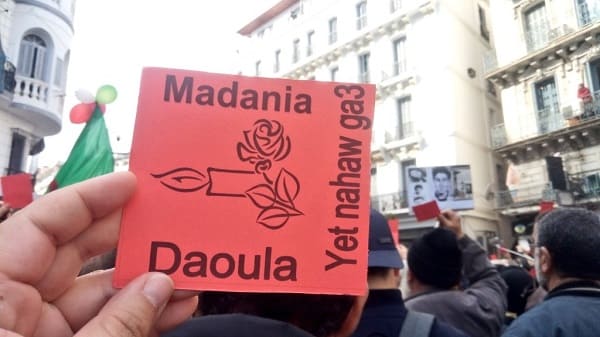 Madania
Daoula
Yet nahaw ga3